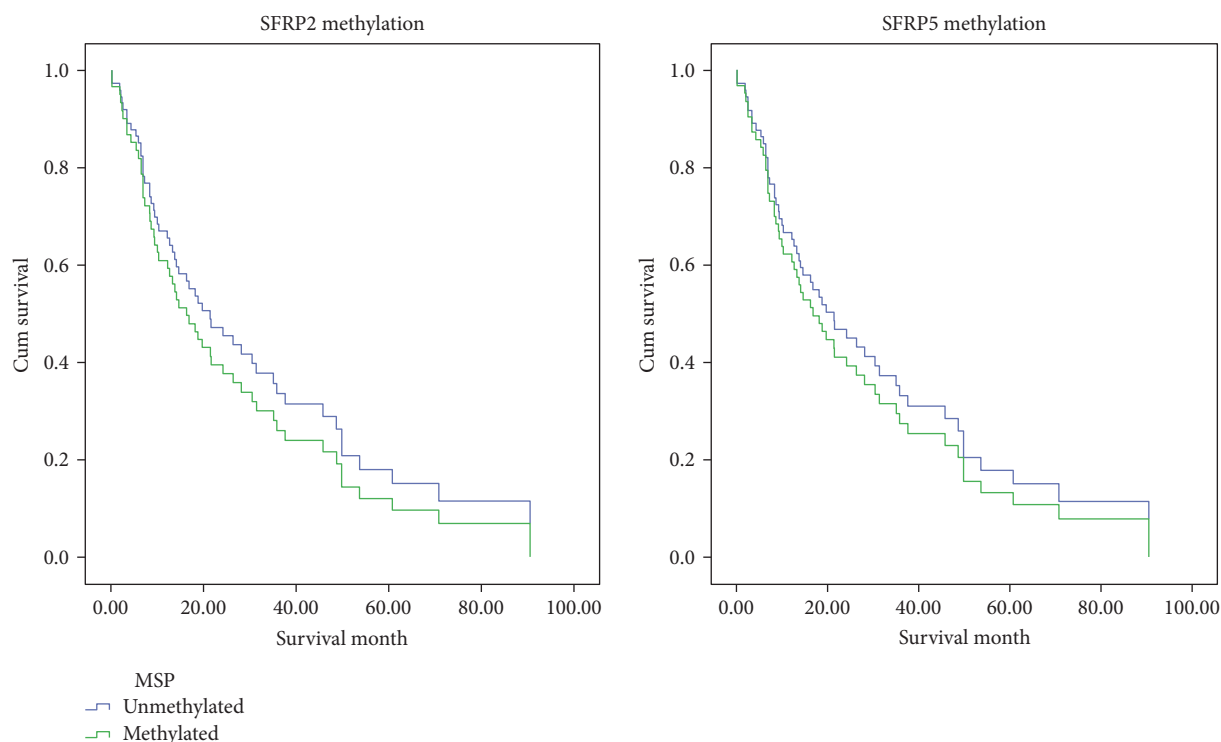 SFRP2 methylation
1.0
0.8
0.6
0.4
0.2
0.0
Cum survival
0.00 20.00 40.00 60.00 80.00 100.00
Survival month
SFRP5 methylation
1.0
0.8
0.6
0.4
0.2
0.0
Cum survival
0.00 20.00 40.00 60.00 80.00 100.00
Survival month
MSP
Unmethylated
Methylated